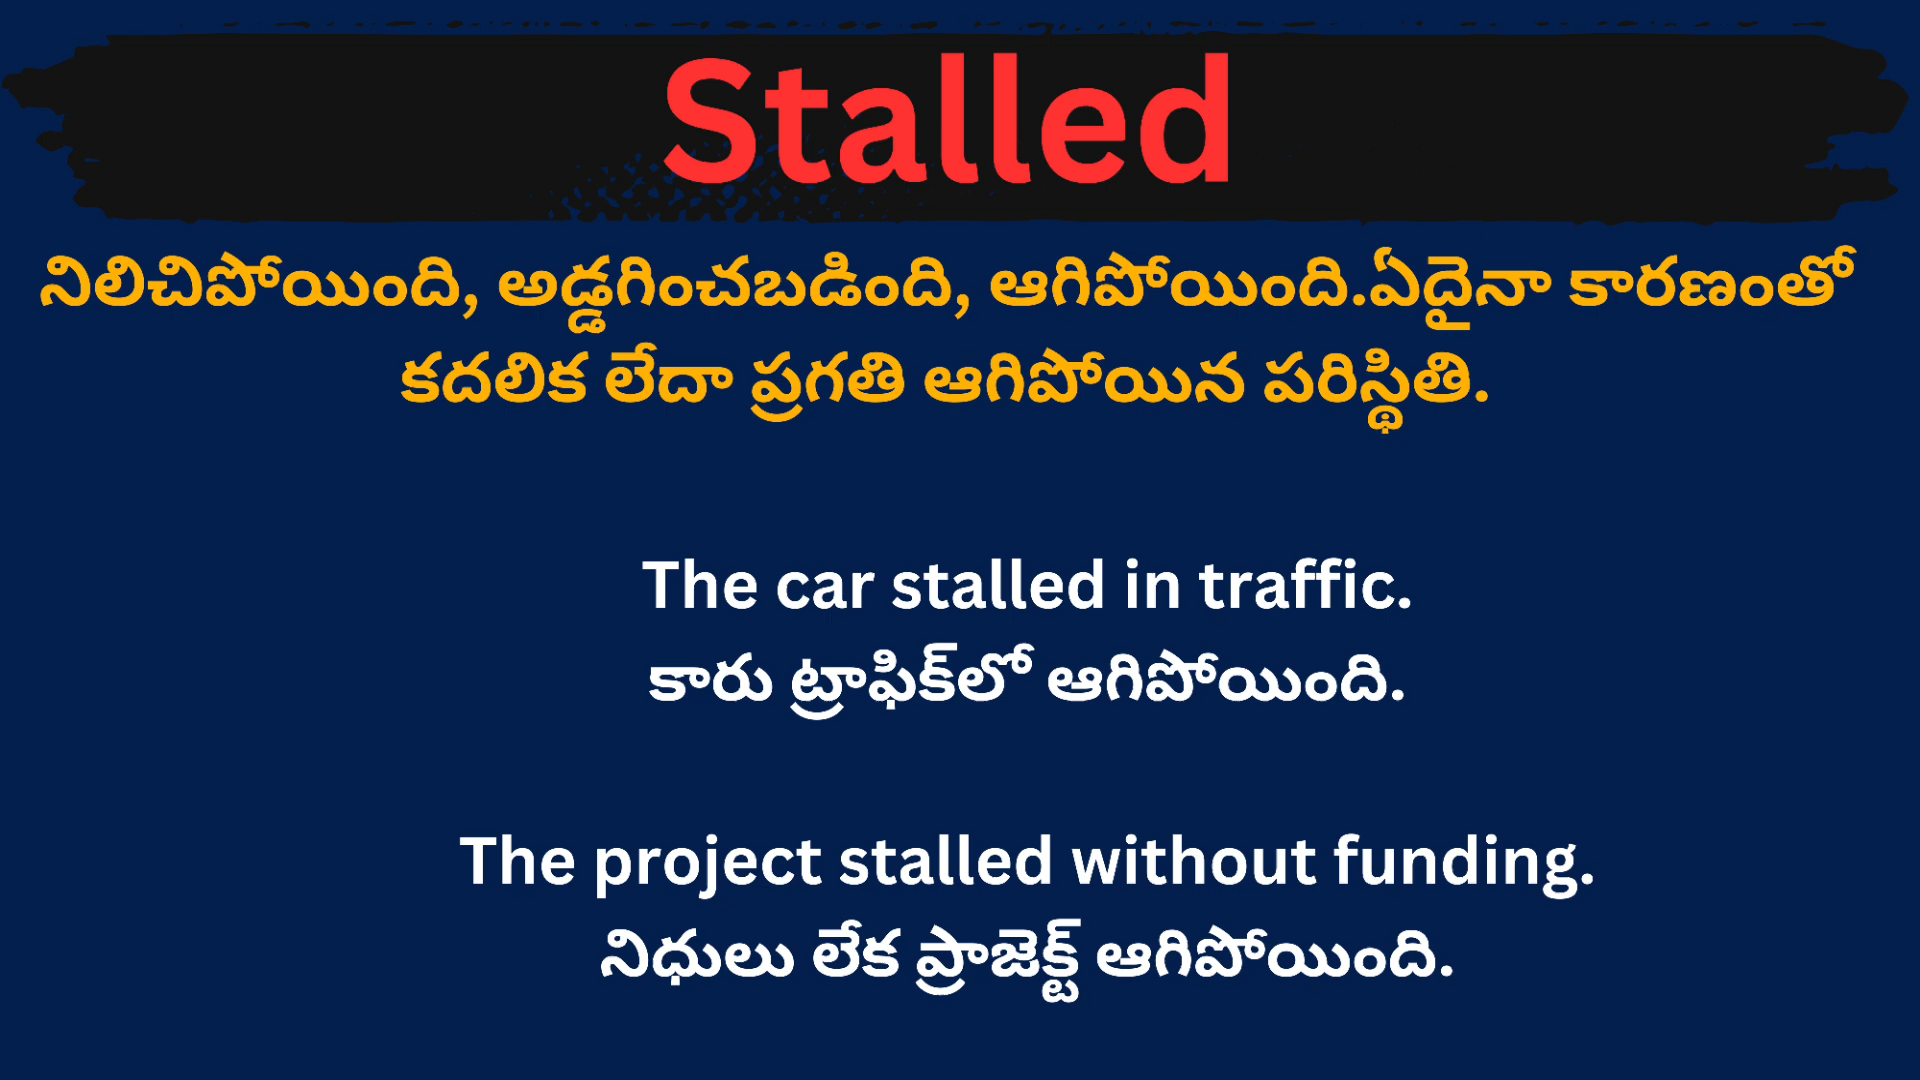 Stalled
నిలిచిపోయింది, అడ్డగించబడింది, ఆగిపోయింది.ఏదైనా కారణంతో
కదలిక లేదా ప్రగతి ఆగిపోయిన పరిస్థితి.
The car stalled in traffic.
కారు ట్రాఫిక్‌లో ఆగిపోయింది.
The project stalled without funding.
నిధులు లేక ప్రాజెక్ట్ ఆగిపోయింది.